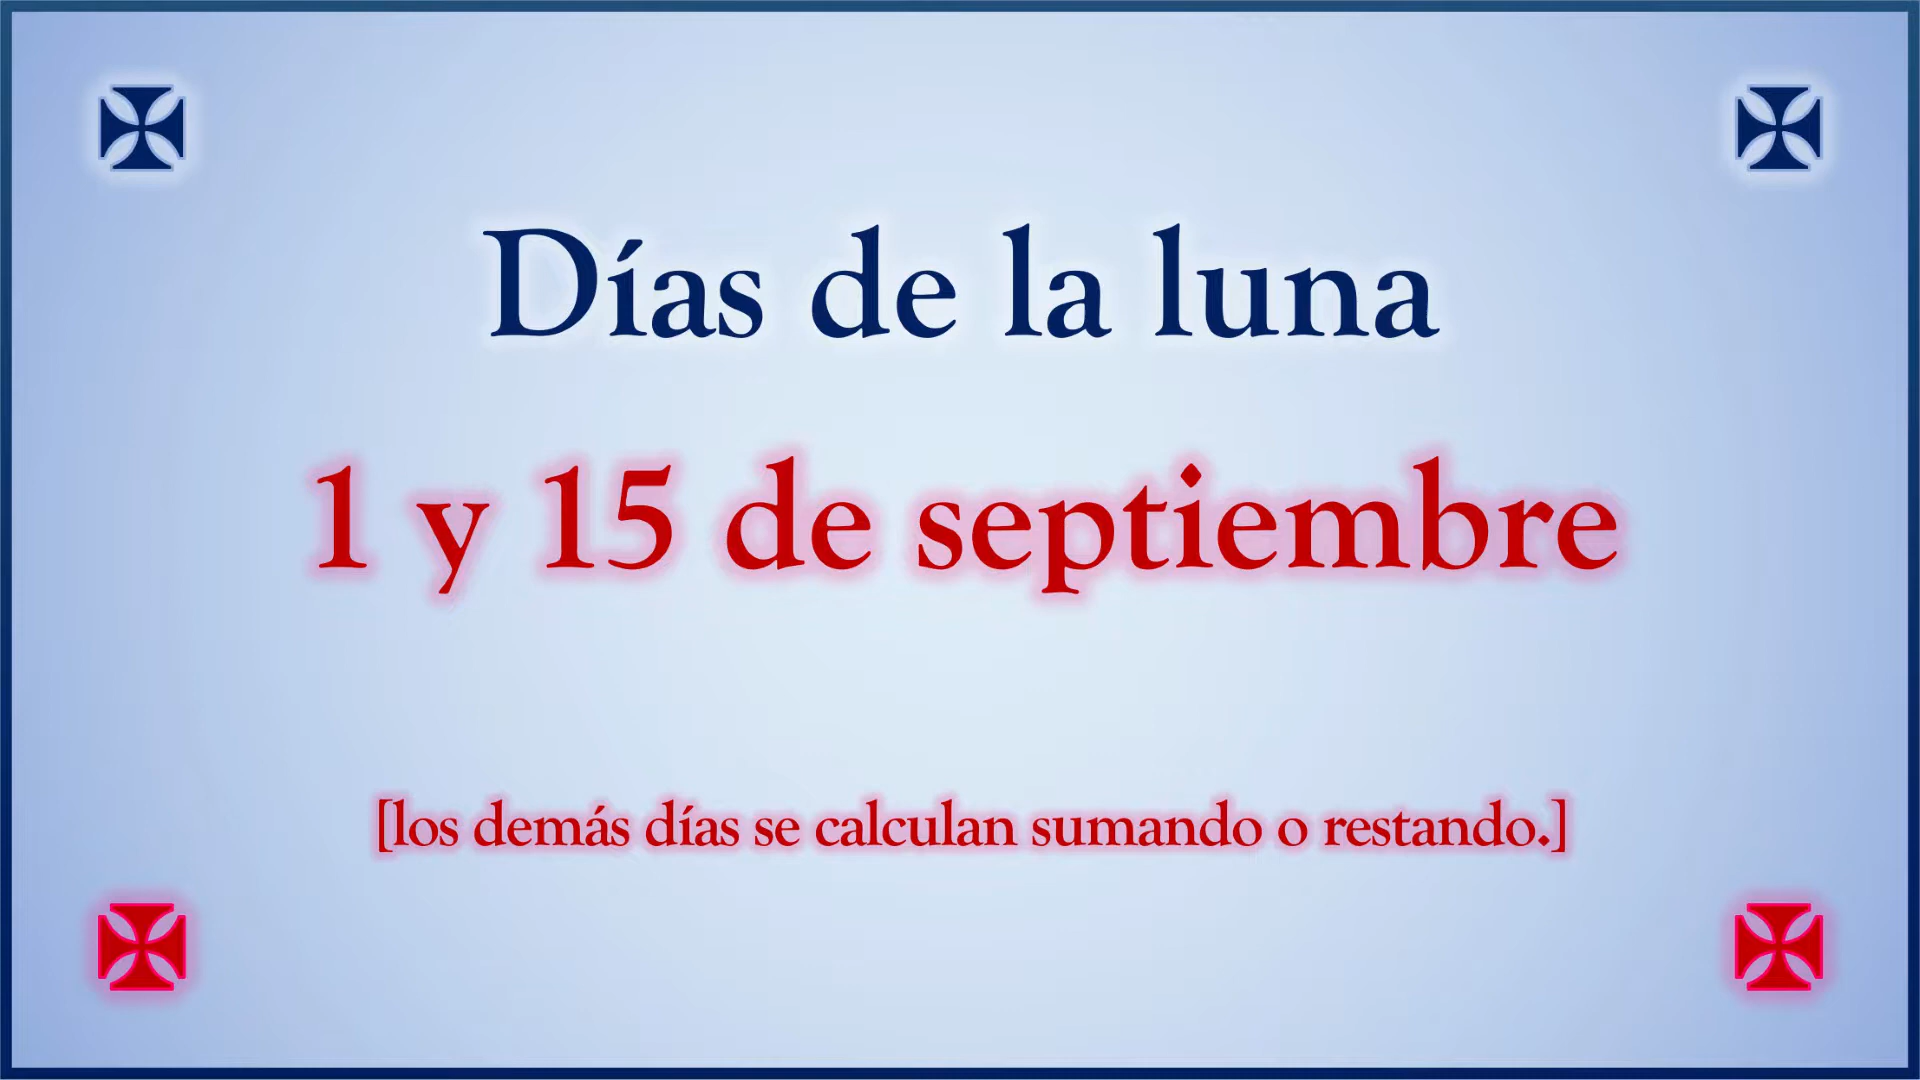 Días de la luna
1 y 15 de septiembre
[los demás días se calculan sumando o restando.]